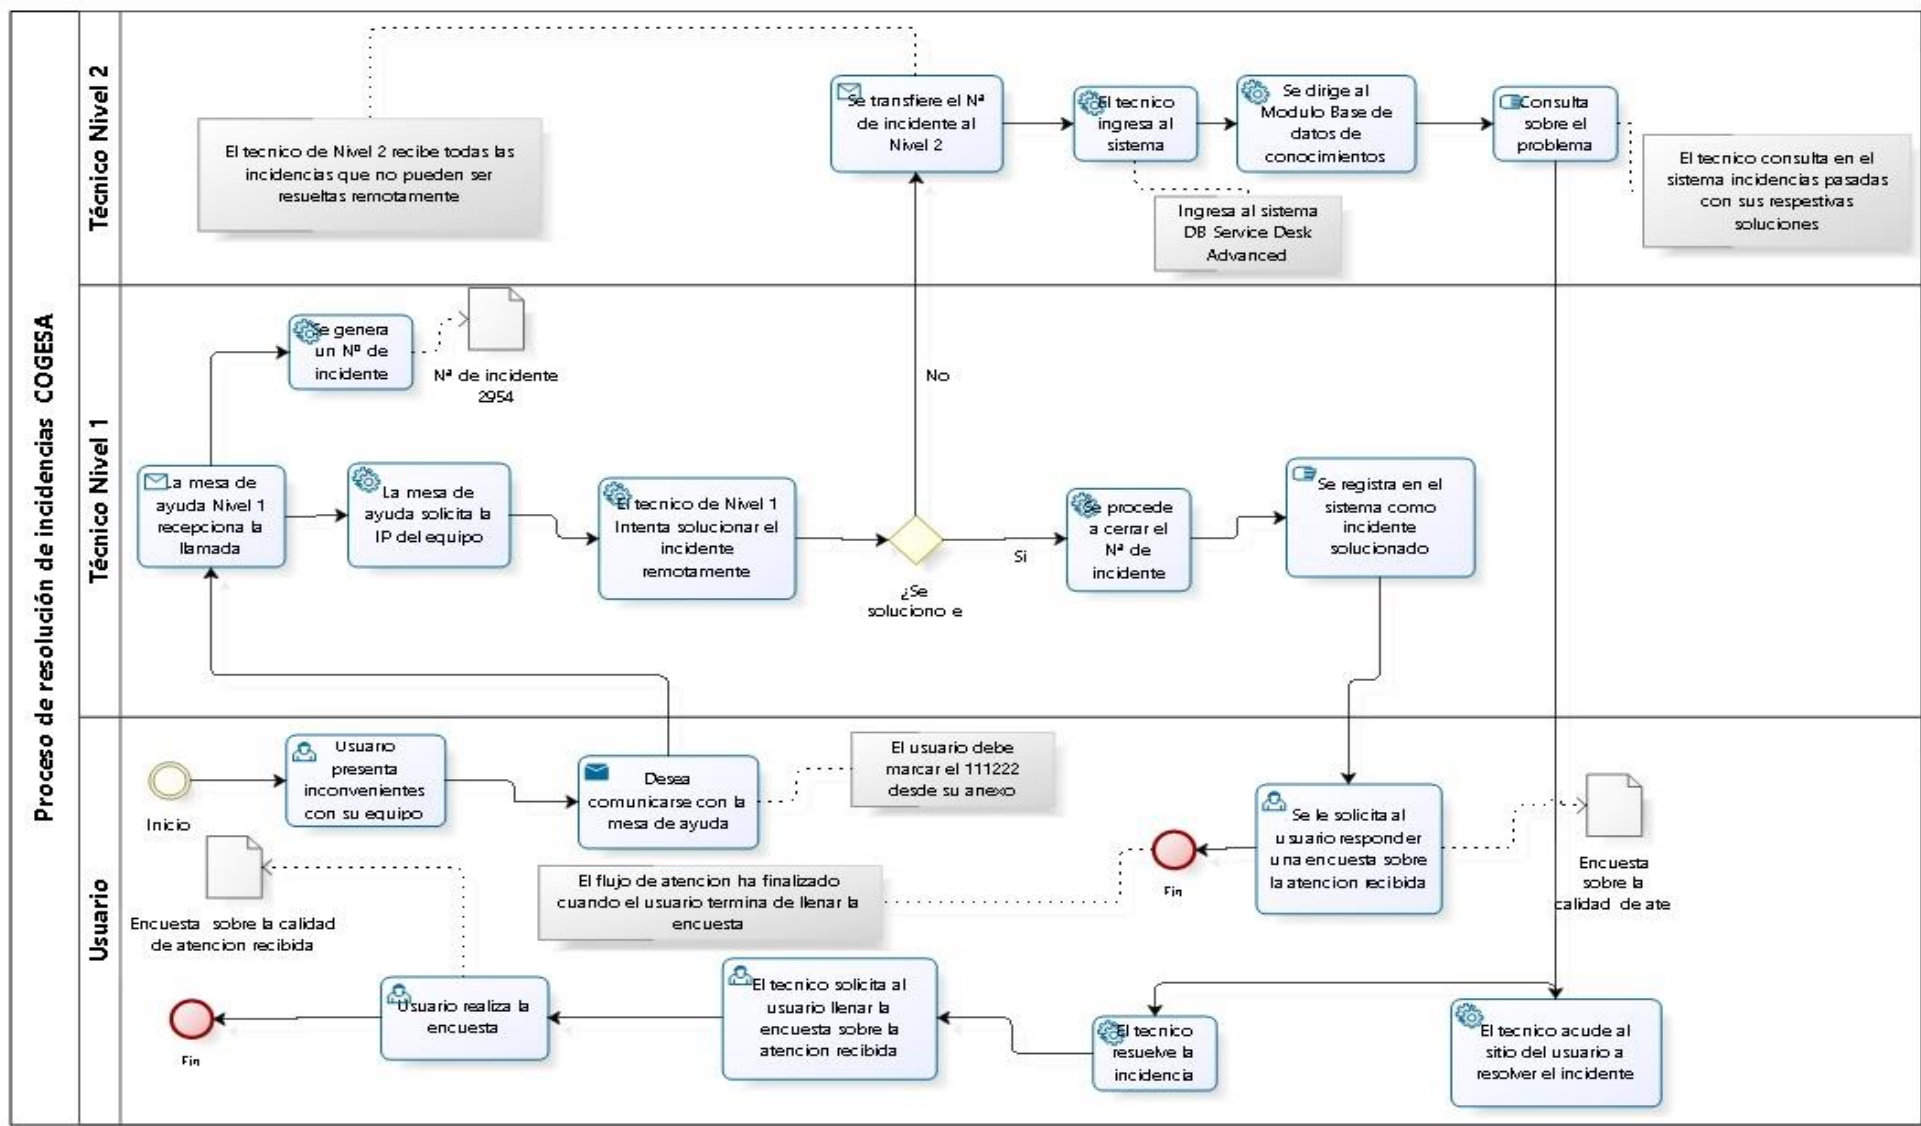 Proceso de resolución de incidencias COGESA
Técnico Nivel 2
El tecnico de Nivel 2 recibe todas las
incidencias que no pueden ser
resueltas remotamente
Se transfiere el Nª
de incidente al
Nivel 2
El tecnico
ingresa al
sistema
Ingresa al sistema
DB Service Desk
Advanced
Se dirige al
Modulo Base de
datos de
conocimientos
Consulta
sobre el
problema
El tecnico consulta en el
sistema incidencias pasadas
con sus respestivas
soluciones
Técnico Nivel 1
Se genera
un Nº de
incidente
Nª de incidente
2954
No
La mesa de
ayuda Nivel 1
recepciona la
llamada
La mesa de
ayuda solicita la
IP del equipo
El tecnico de Nivel 1
Intenta solucionar el
incidente
remotamente
¿Se
soluciono e
Si
Se procede
a cerrar el
Nª de
incidente
Se registra en el
sistema como
incidente
solucionado
Usuario
Inicio
Usuario
presenta
inconvenientes
con su equipo
Desea
comunicarse con la
mesa de ayuda
El usuario debe
marcar el 111222
desde su anexo
Se le solicita al
usuario responder
una encuesta sobre
la atencion recibida
Encuesta
sobre la
calidad de ate
Fin
El flujo de atencion ha finalizado
cuando el usuario termina de llenar la
encuesta
Encuesta sobre la calidad
de atencion recibida
Fin
Usuario realiza la
encuesta
El tecnico solicita al
usuario llenar la
encuesta sobre la
atencion recibida
El tecnico
resuelve la
incidencia
El tecnico acude al
sitio del usuario a
resolver el incidente